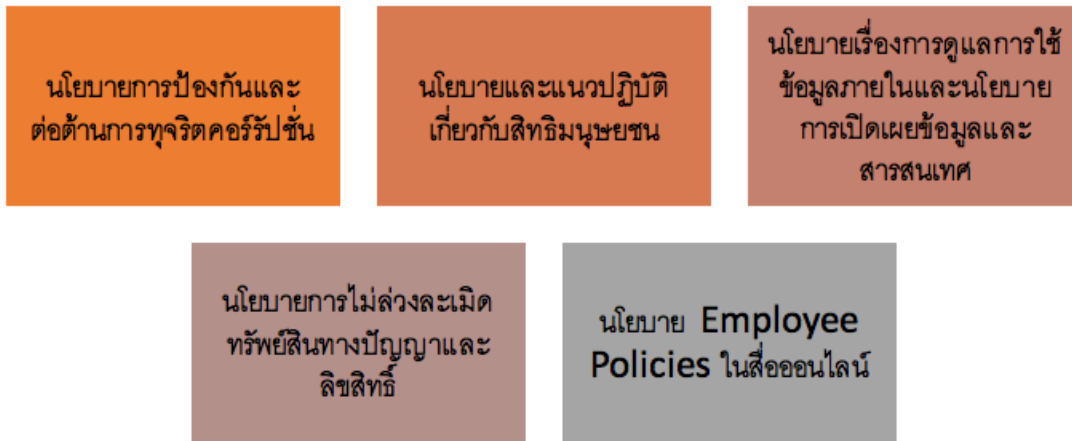 นโยบายการป้องกันและ
ต่อต้านการทุจริตคอร์รัปชั่น
นโยบายและแนวปฏิบัติ
เกี่ยวกับสิทธิมนุษยชน
นโยบายเรื่องการดูแลการใช้
ข้อมูลภายในและนโยบาย
การเปิดเผยข้อมูลและ
สารสนเทศ
นโยบายการไม่ล่วงละเมิด
ทรัพย์สินทางปัญญาและ
ลิขสิทธิ์
นโยบาย Employee
Policies ในสื่อออนไลน์